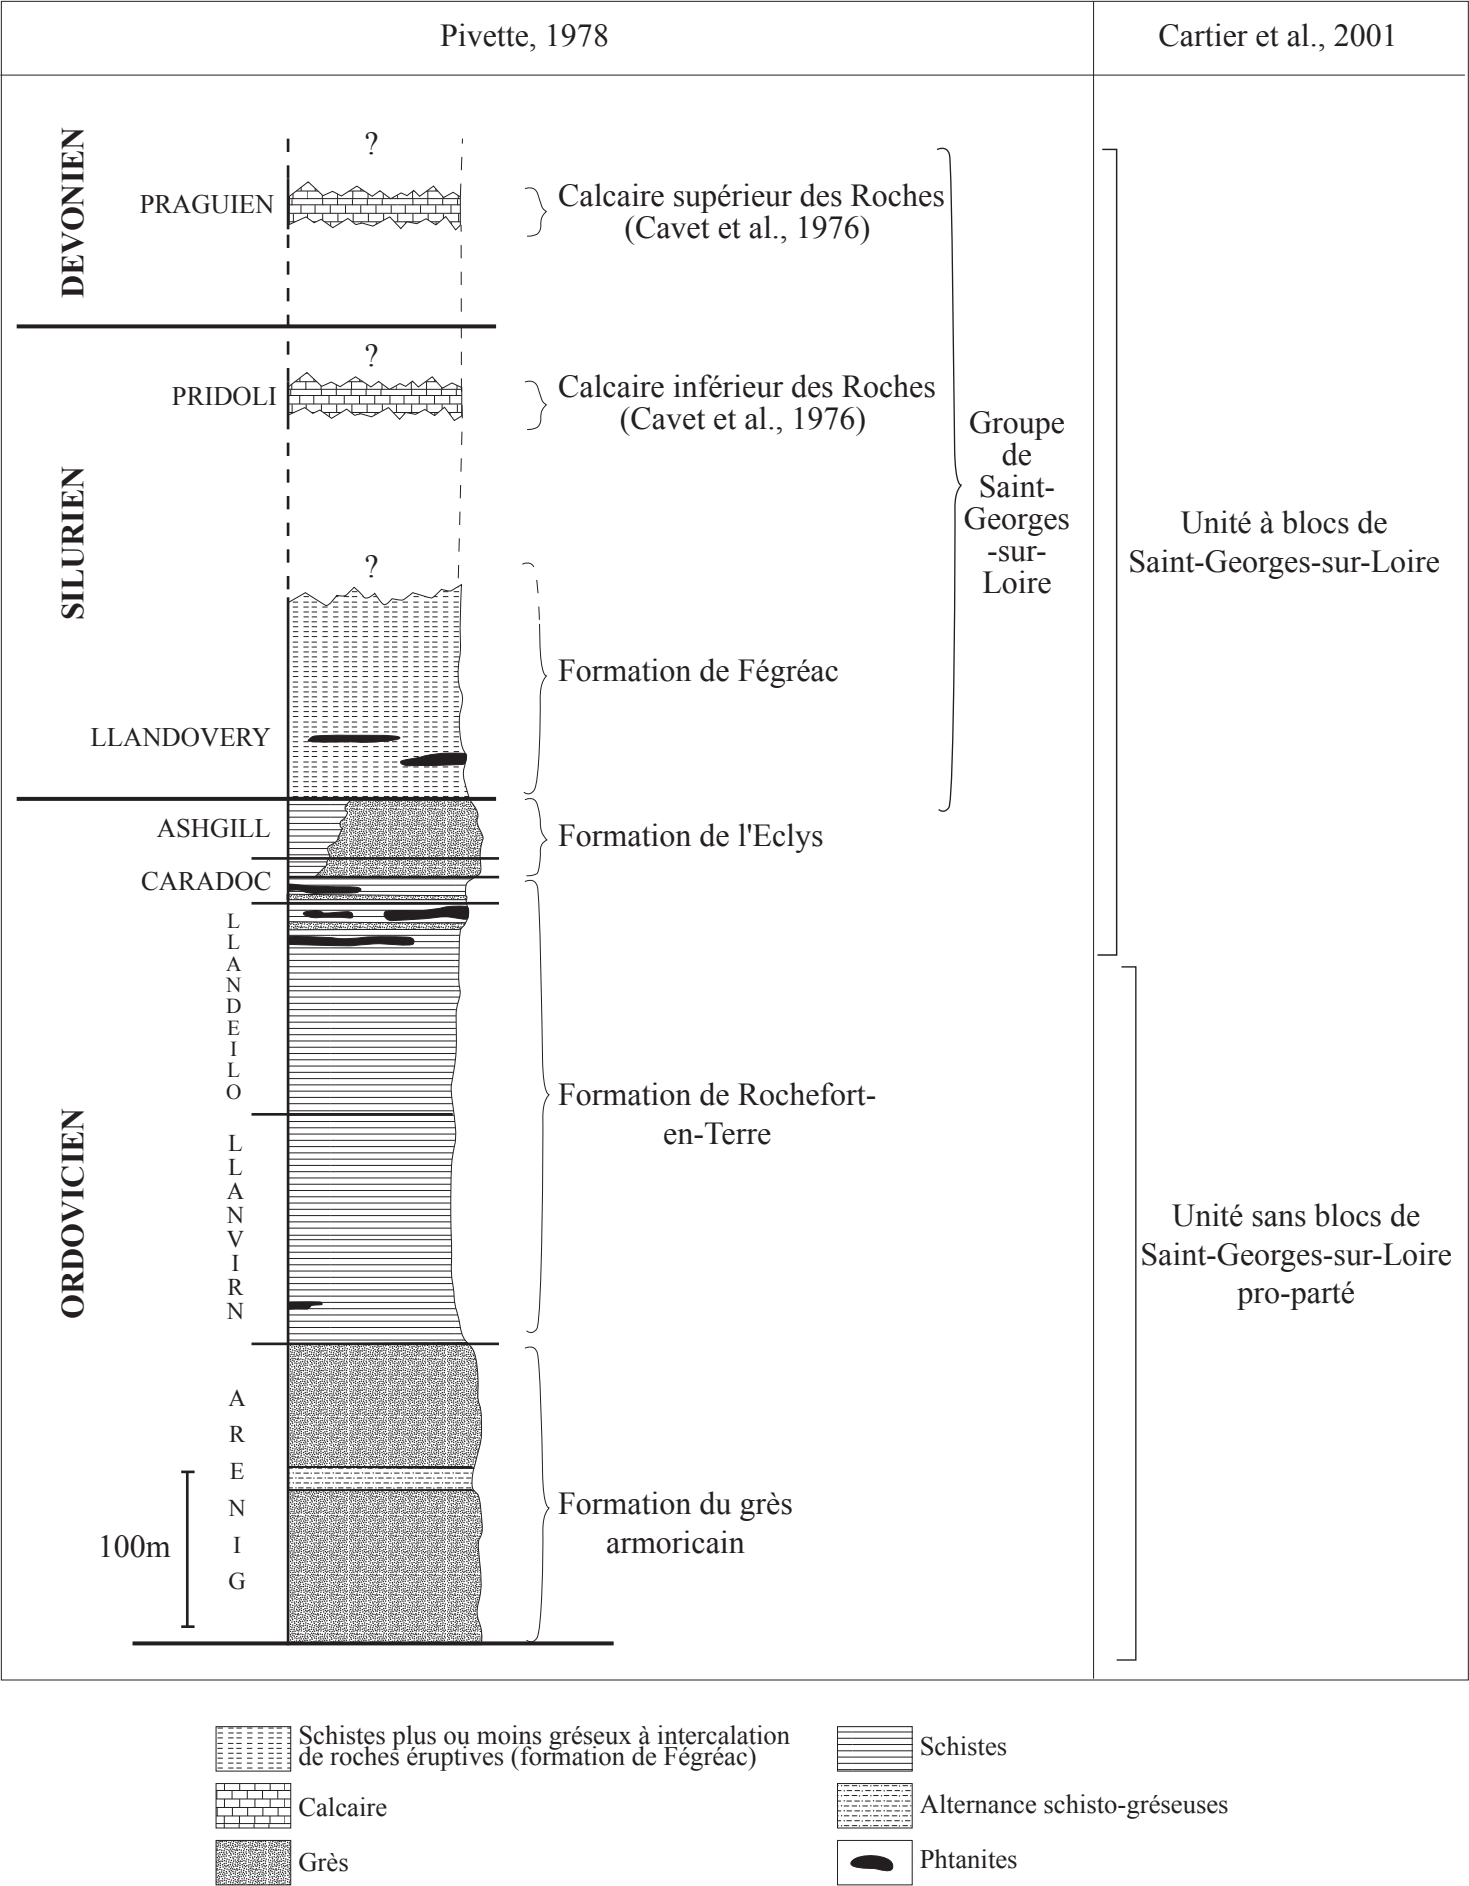 Pivette, 1978
Cartier et al., 2001
DEVONIEN
?
PRAGUIEN
Calcaire supérieur des Roches
(Cavet et al., 1976)
SILURIEN
?
PRIDOLI
Calcaire inférieur des Roches
(Cavet et al., 1976)
Groupe
de
Saint-
Georges
-sur-
Loire
Unité à blocs de
Saint-Georges-sur-Loire
?
Formation de Fégréac
LLANDOVERY
ORDOVICIEN
ASHGILL
Formation de l'Eclys
CARADOC
LLANDEILO
Formation de Rochefort-
en-Terre
LLANVIRN
Unité sans blocs de
Saint-Georges-sur-Loire
pro-parté
ARENIG
Formation du grès
armoricain
100m
Schistes plus ou moins gréseux à intercalation
de roches éruptives (formation de Fégréac)
Calcaire
Grès
Schistes
Alternance schisto-gréseuses
Phtanites